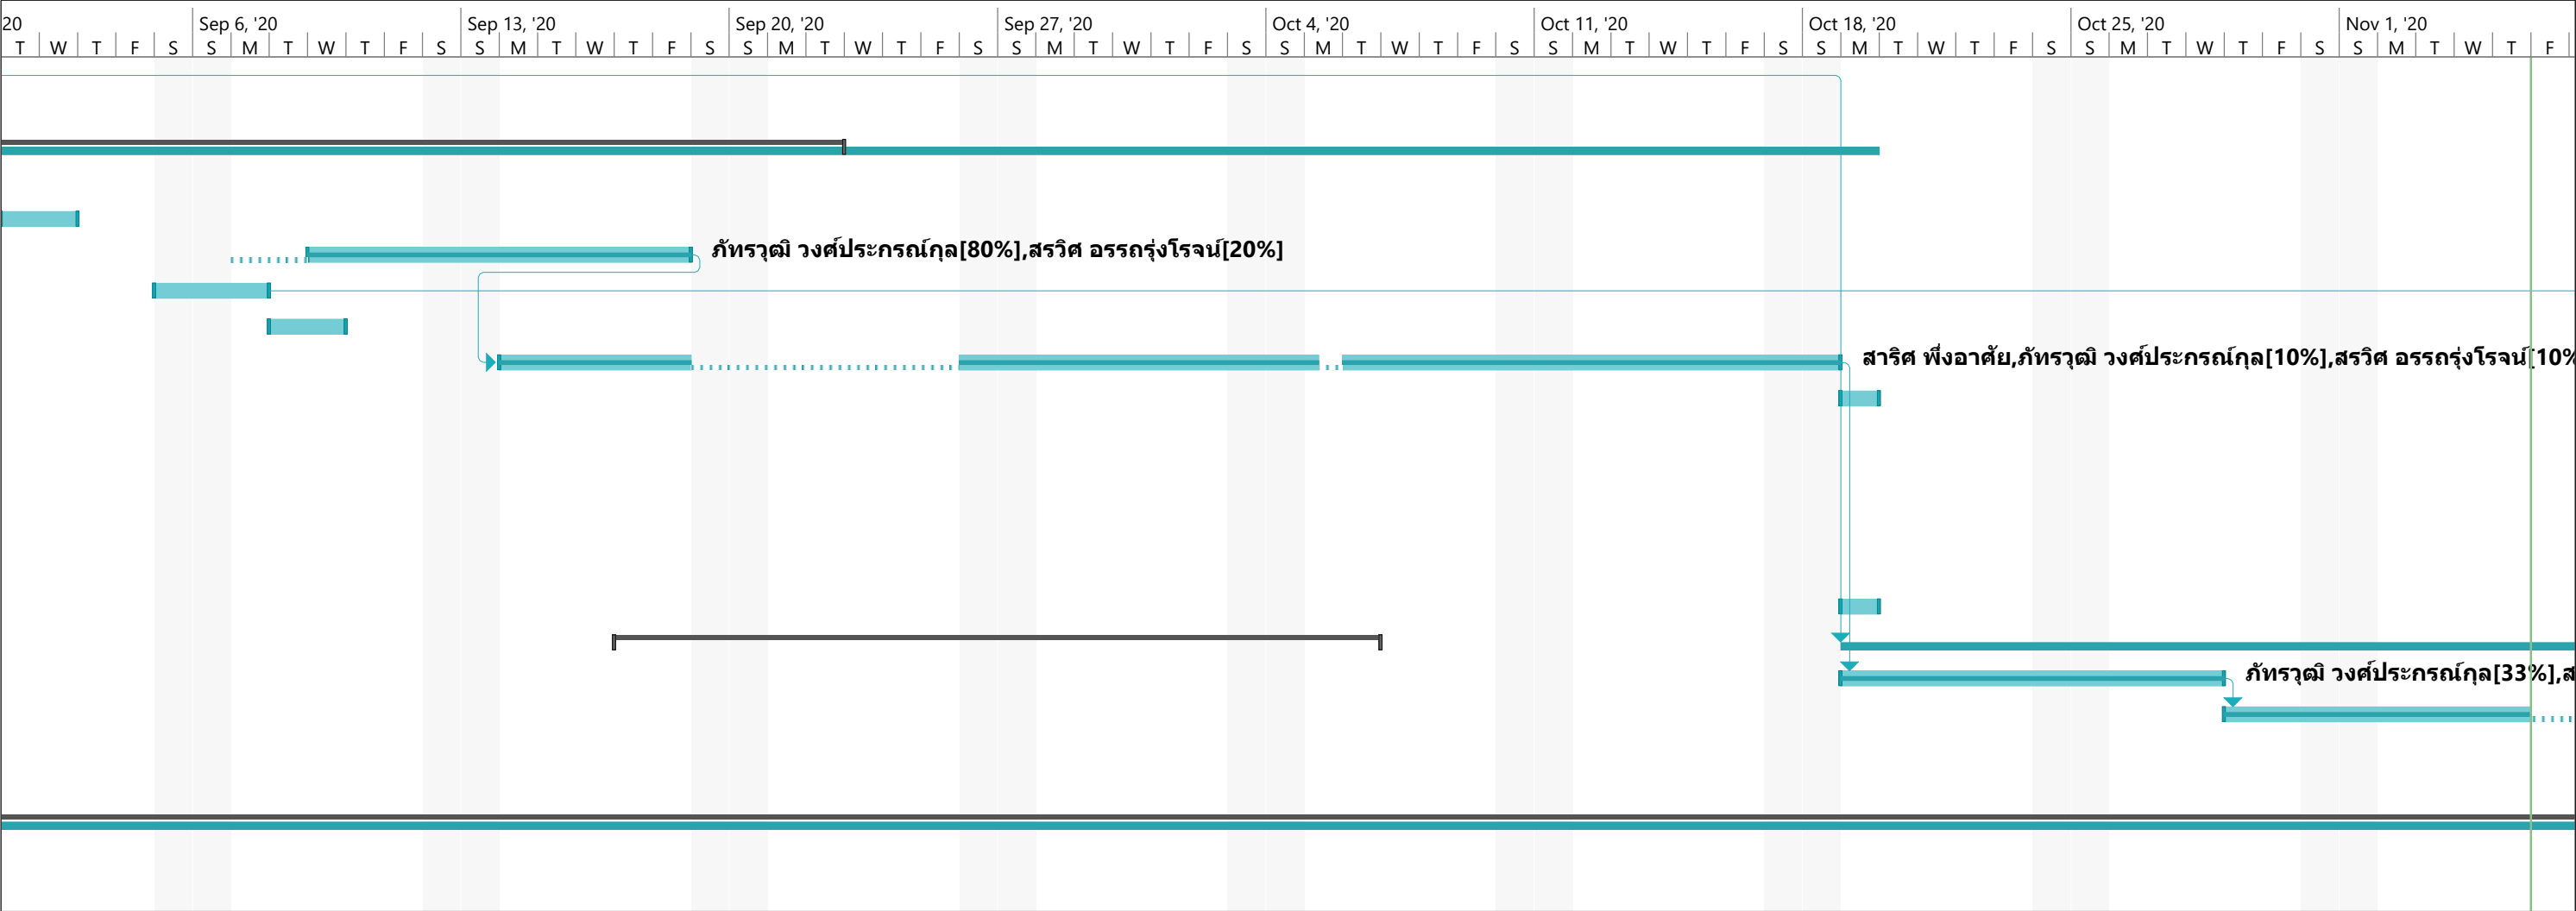 20 Sep 6, '20 Sep 13, '20 Sep 20, '20 Sep 27, '20 Oct 4, '20 Oct 11, '20 Oct 18, '20 Oct 25, '20 Nov 1, '20
T W T F S S M T W T F S S M T W T F S S M T W T F S S M T W T F S S M T W T F S S M T W T F S S M T W T F S S M T W T F S S M T W T F
ภัทรวุฒิ วงศ์ประกรณ์กุล[80%],สรวิศ อรรถรุ่งโรจน์[20%]
สาริศ พึ่งอาศัย,ภัทรวุฒิ วงศ์ประกรณ์กุล[10%],สรวิศ อรรถรุ่งโรจน์[10%
ภัทรวุฒิ วงศ์ประกรณ์กุล[33%],ส